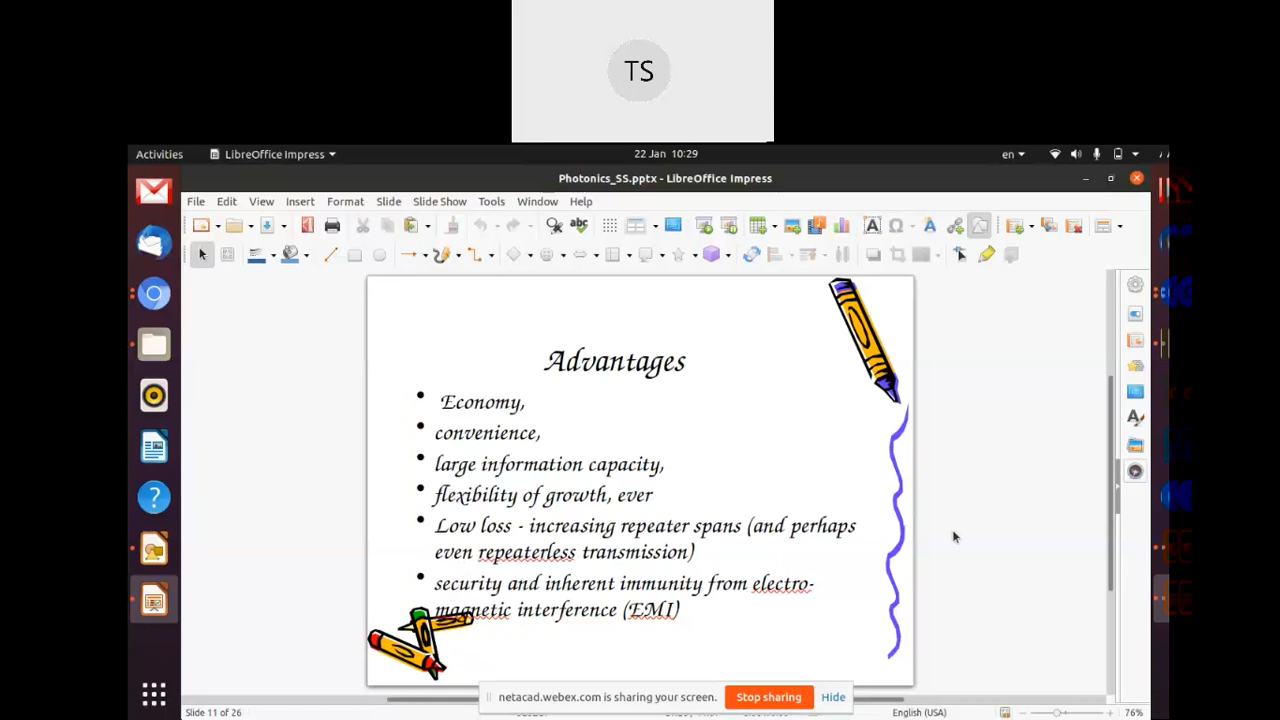 TS
Activities LibreOffice Impress 22 Jan 10:29 en
Photonics_SS.pptx - LibreOffice Impress
File Edit View Insert Format Slide Slide Show Tools Window Help
Advantages
• Economy,
• convenience,
• large information capacity,
• flexibility of growth, ever
• Low loss - increasing repeater spans (and perhaps
even repeaterless transmission)
• security and inherent immunity from electro-
magnetic interference (EMI)
netacad.webex.com is sharing your screen. Stop sharing Hide
Slide 11 of 26 English (USA) 76%